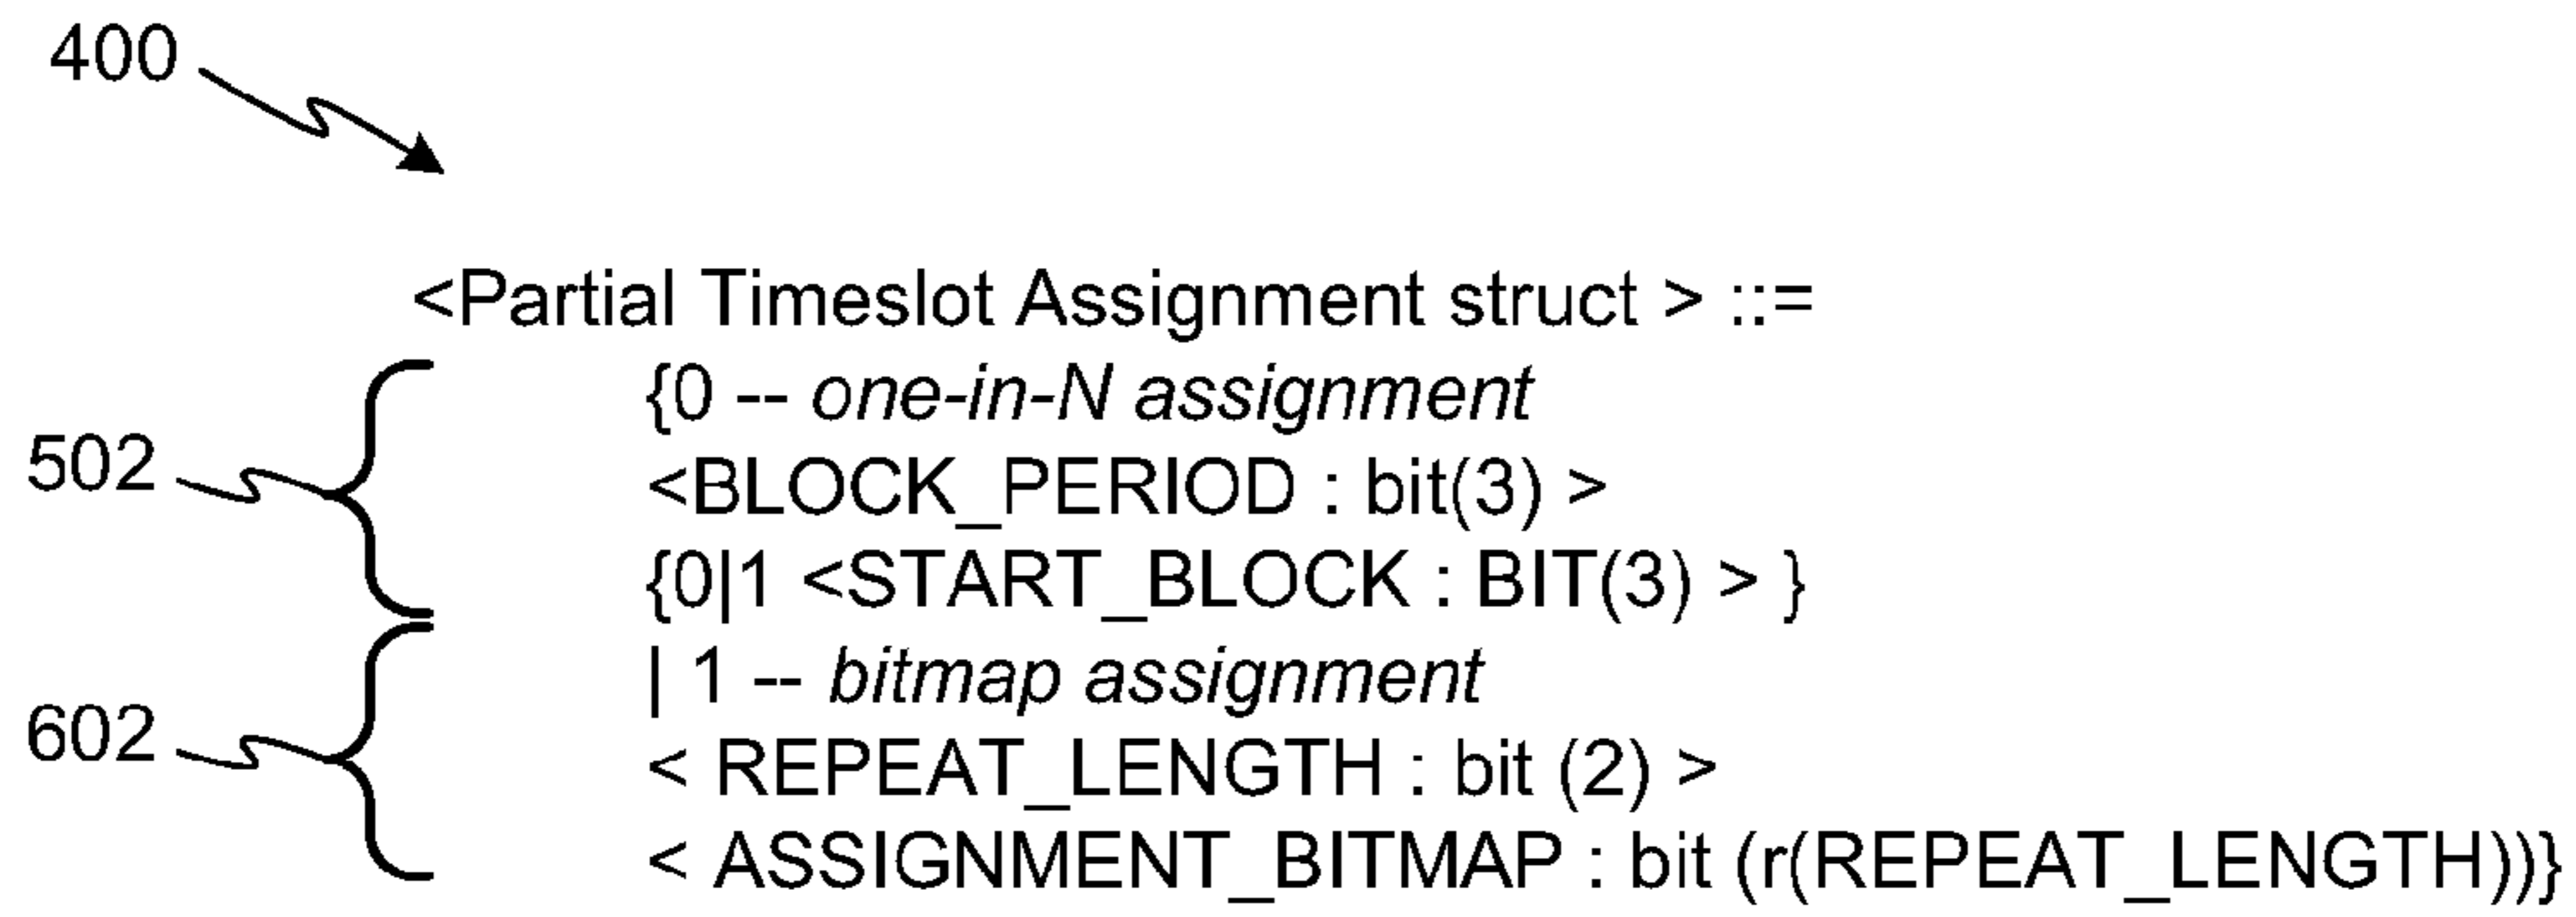 400
<Partial Timeslot Assignment struct > ::=
{0 -- one-in-N assignment
502
<BLOCK_PERIOD : bit(3) >
{0|1 <START_BLOCK : BIT(3) > }
| 1 -- bitmap assignment
602
< REPEAT_LENGTH : bit (2) >
< ASSIGNMENT_BITMAP : bit (r(REPEAT_LENGTH))}